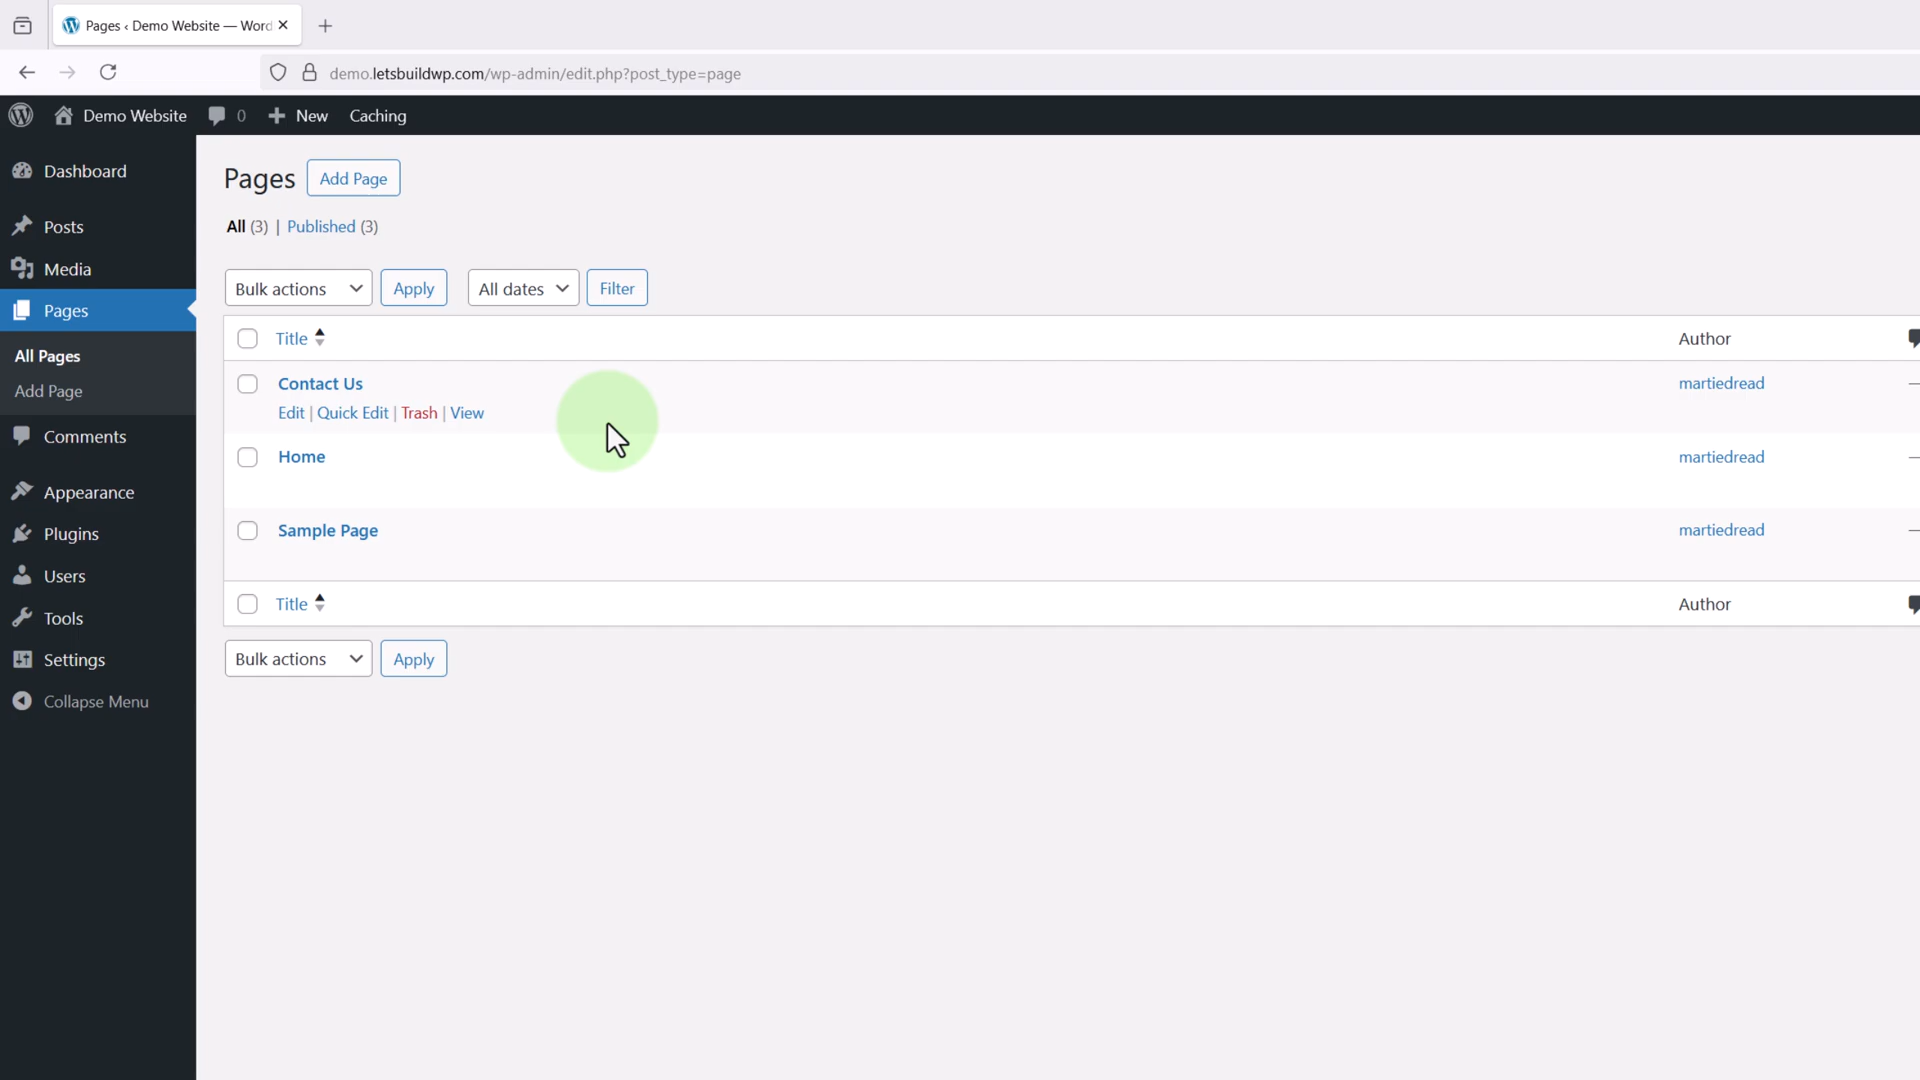 Pages ‹ Demo Website — Word
demo.letsbuildwp.com/wp-admin/edit.php?post_type=page
Demo Website 0 New Caching
Dashboard
Posts
Media
Pages
All Pages
Add Page
Comments
Appearance
Plugins
Users
Tools
Settings
Collapse Menu
Pages Add Page
All (3) | Published (3)
Bulk actions Apply All dates Filter
Title Author
Contact Us martiedread
Edit | Quick Edit | Trash | View
Home martiedread
Sample Page martiedread
Title Author
Bulk actions Apply